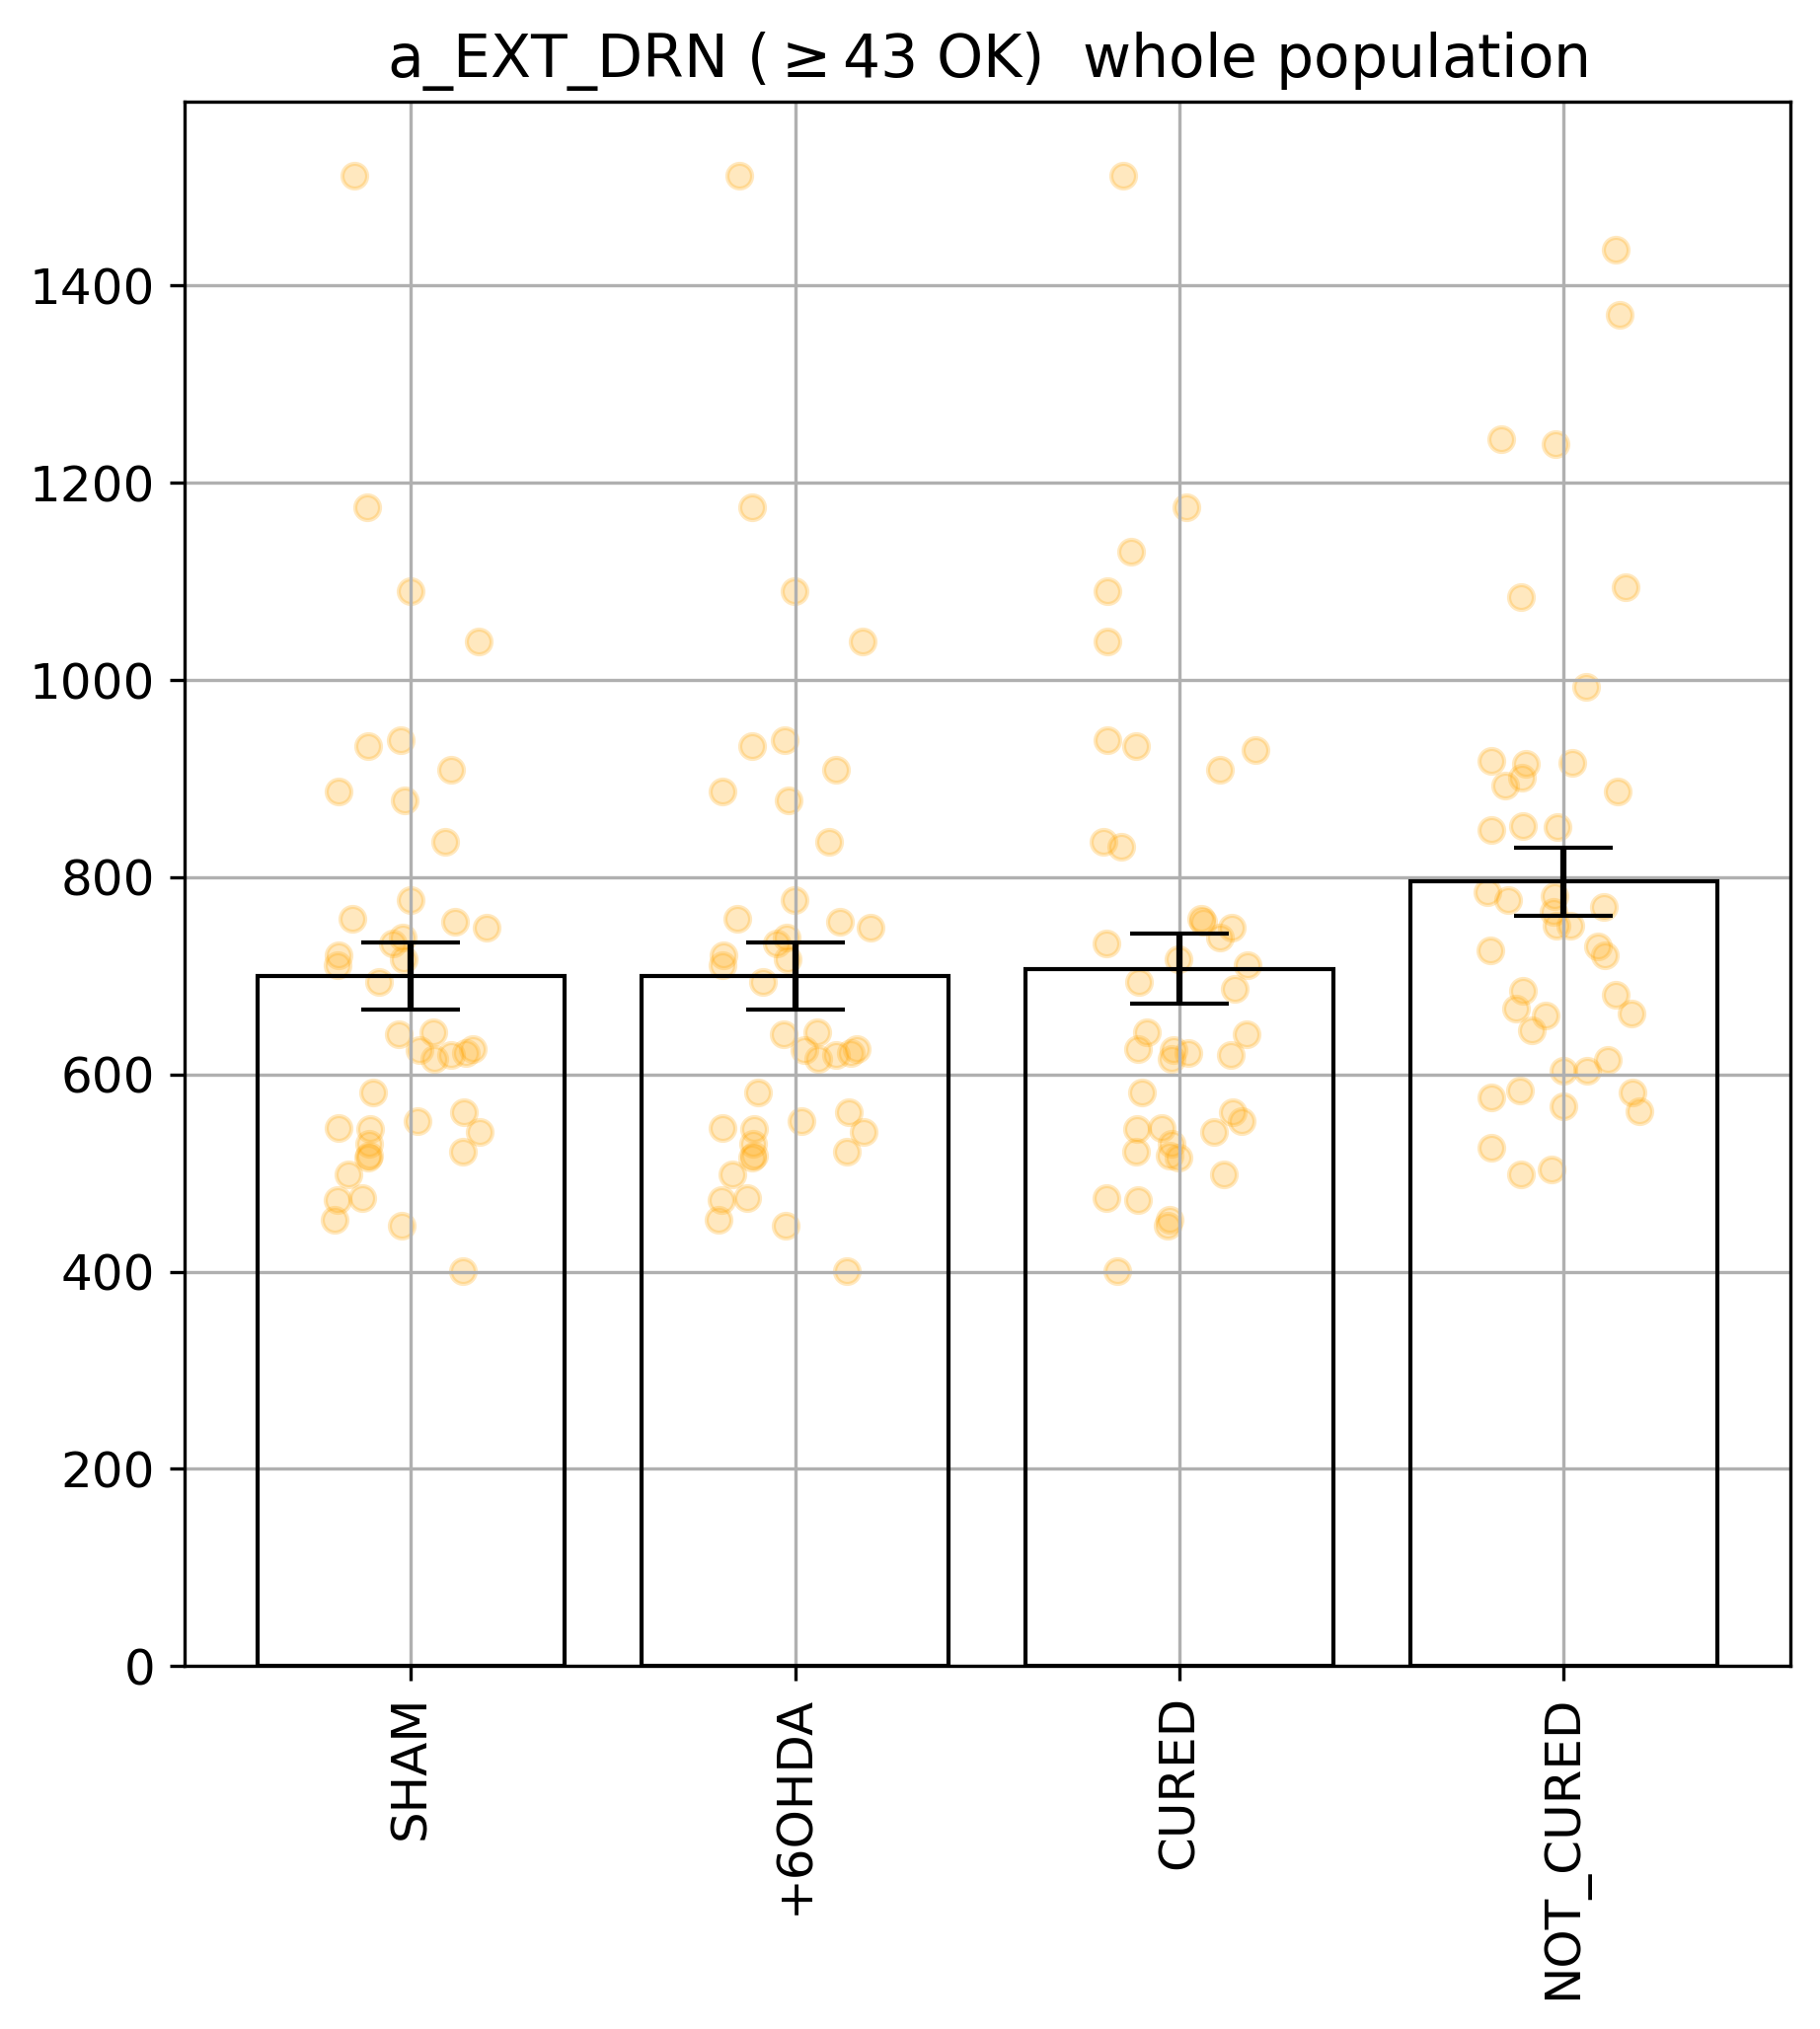 a_EXT_DRN ( ≥ 43 OK)  whole population
1400
1200
1000
800
600
400
200
0
SHAM
+6OHDA
CURED
NOT_CURED